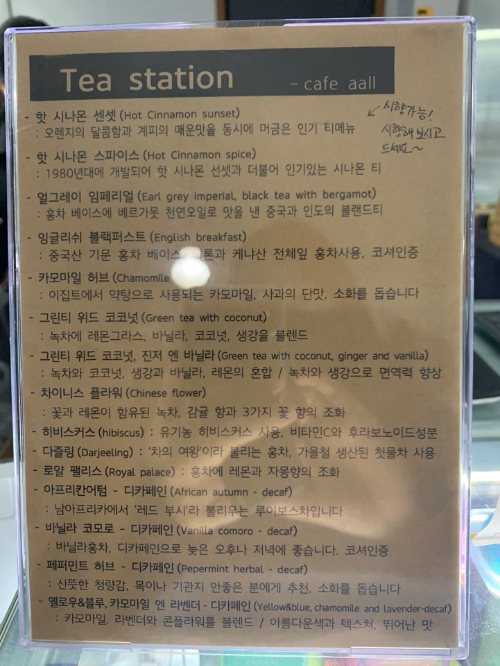 Tea station - cafe aall
- 핫 시나몬 센셋 (Hot Cinnamon sunset)
↙ 시향가능!
: 오렌지의 달콤함과 계피의 매운맛을 동시에 머금은 인기 티메뉴
시향해 보시고
드세요~
- 핫 시나몬 스파이스 (Hot Cinnamon spice)
: 1980년대에 개발되어 핫 시나몬 선셋과 더불어 인기있는 시나몬 티
- 얼그레이 임페리얼 (Earl grey imperial, black tea with bergamot)
: 홍차 베이스에 베르가못 천연오일로 맛을 낸 중국과 인도의 블랜드티
- 잉글리쉬 블랙퍼스트 (English breakfast)
: 중국산 기문 홍차 베이스 케냐산 전체잎 홍차사용, 코셔인증
- 카모마일 허브 (Chamomile
: 이집트에서 약탕으로 사용되는 카모마일, 사과의 단맛, 소화를 돕습니다
- 그린티 위드 코코넛 (Green tea with coconut)
: 녹차에 레몬그라스, 바닐라, 코코넛, 생강을 블렌드
- 그린티 위드 코코넛, 진저 엔 바닐라 (Green tea with coconut, ginger and vanilla)
: 녹차와 코코넛, 생강과 바닐라, 레몬의 혼합 / 녹차와 생강으로 면역력 향상
- 차이니스 플라워 (Chinese flower)
: 꽃과 레몬이 함유된 녹차, 감귤 향과 3가지 꽃 향의 조화
- 히비스커스 (hibiscus) : 유기농 히비스커스 사용, 비타민C와 후라보노이드성분
- 다즐링 (Darjeeling) : '차의 여왕'이라 불리는 홍차, 가을철 생산된 첫물차 사용
- 로얄 팰리스 (Royal palace) : 홍차에 레몬과 자몽향의 조화
- 아프리칸어텀 - 디카페인 (African autumn - decaf)
: 남아프리카에서 '레드 부시'라 불리우는 루이보스차입니다
- 바닐라 코모로 - 디카페인 (Vanilla comoro - decaf)
: 바닐라홍차, 디카페인으로 늦은 오후나 저녁에 좋습니다. 코셔인증
- 페퍼민트 허브 - 디카페인 (Pepermint herbal - decaf)
: 산뜻한 청량감, 목이나 기관지 안좋은 분에게 추천, 소화를 돕습니다
- 옐로우&블루, 카모마일 엔 라벤더 - 디카페인 (Yellow&blue, chamomile and lavender-decaf)
: 카모마일, 라벤더와 콘플라워를 블렌드 / 아름다운색과 텍스처, 뛰어난 맛